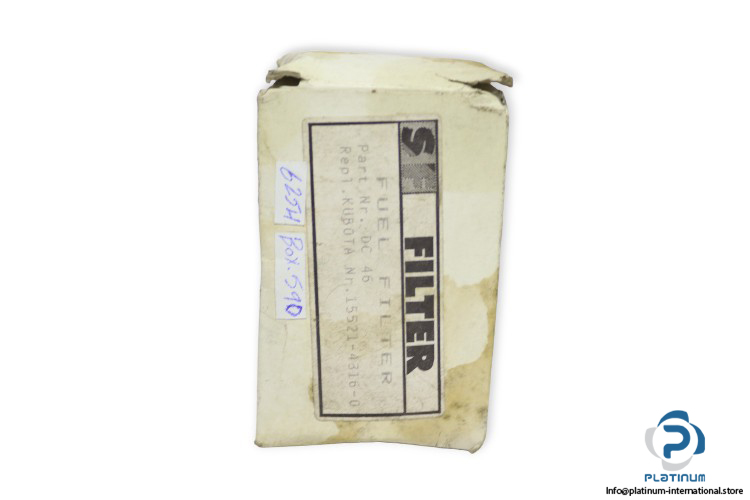 SF FILTER
FUEL FILTER
Part.Nr. DC 46
Repl.KUBOTA Nr.15521-4316-0
6254
Box-590
PLATINUM
Info@platinum-international.store